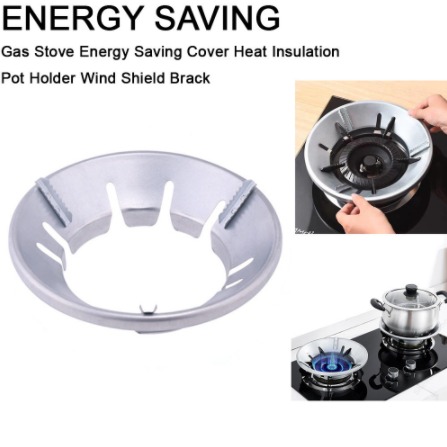 ENERGY SAVING
Gas Stove Energy Saving Cover Heat Insulation
Pot Holder Wind Shield Brack